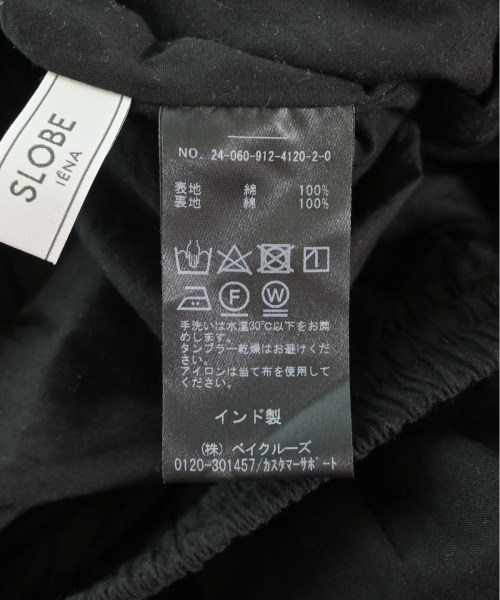 SLOBE
IENA
NO. 24-060-912-4120-2-0
表地 綿 100%
裏地 綿 100%
F W
手洗いは水温30℃以下をお薦
めします。
タンブラー乾燥はお避けくだ
さい。
アイロンは当て布を使用して
ください。
インド製
(株) ベイクルーズ
0120-301457/カスタマーサポート